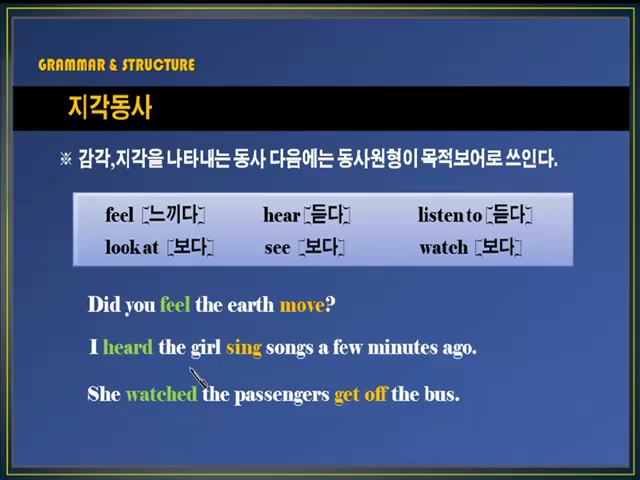 GRAMMAR & STRUCTURE
지각동사
※ 감각,지각을 나타내는 동사 다음에는 동사원형이 목적보어로 쓰인다.
feel [느끼다] hear [듣다] listen to [듣다]
look at [보다] see [보다] watch [보다]
Did you feel the earth move?
I heard the girl sing songs a few minutes ago.
She watched the passengers get off the bus.